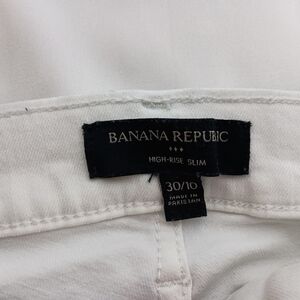 BANANA REPUBLIC
HIGH-RISE SLIM
30/10
MADE IN
PAKISTAN